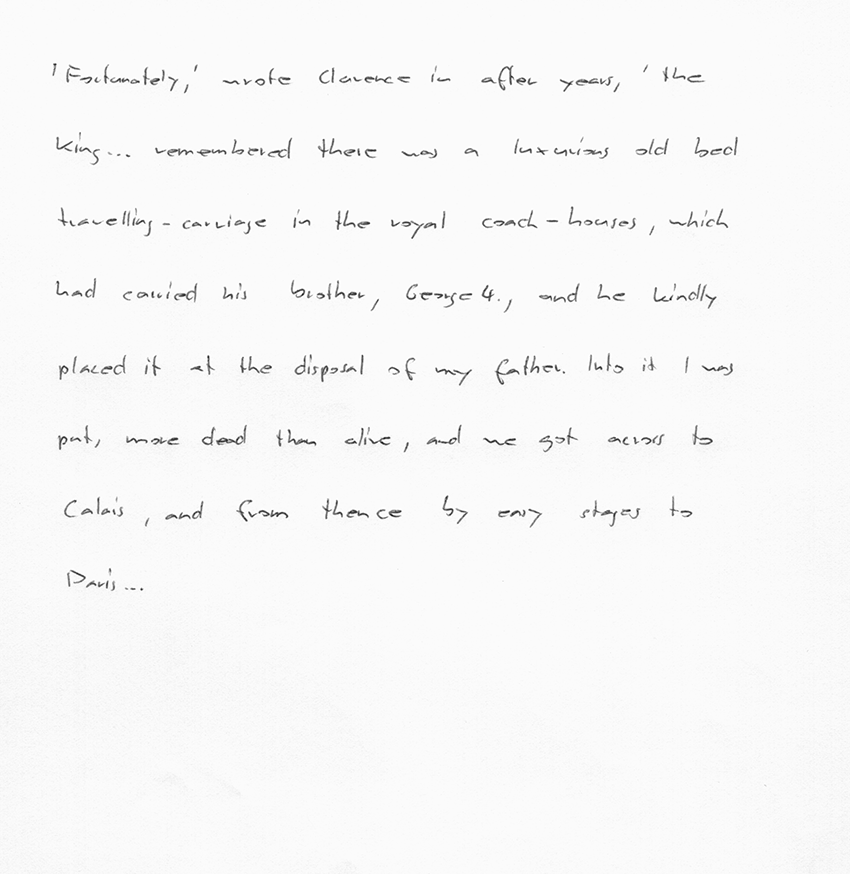 'Fortunately,' wrote Clarence in after years, 'the
King... remembered there was a luxurious old bed
travelling-carriage in the royal coach-houses, which
had carried his brother, George 4., and he kindly
placed it at the disposal of my father. Into it I was
put, more dead than alive, and we got across to
Calais, and from thence by easy stages to
Paris...